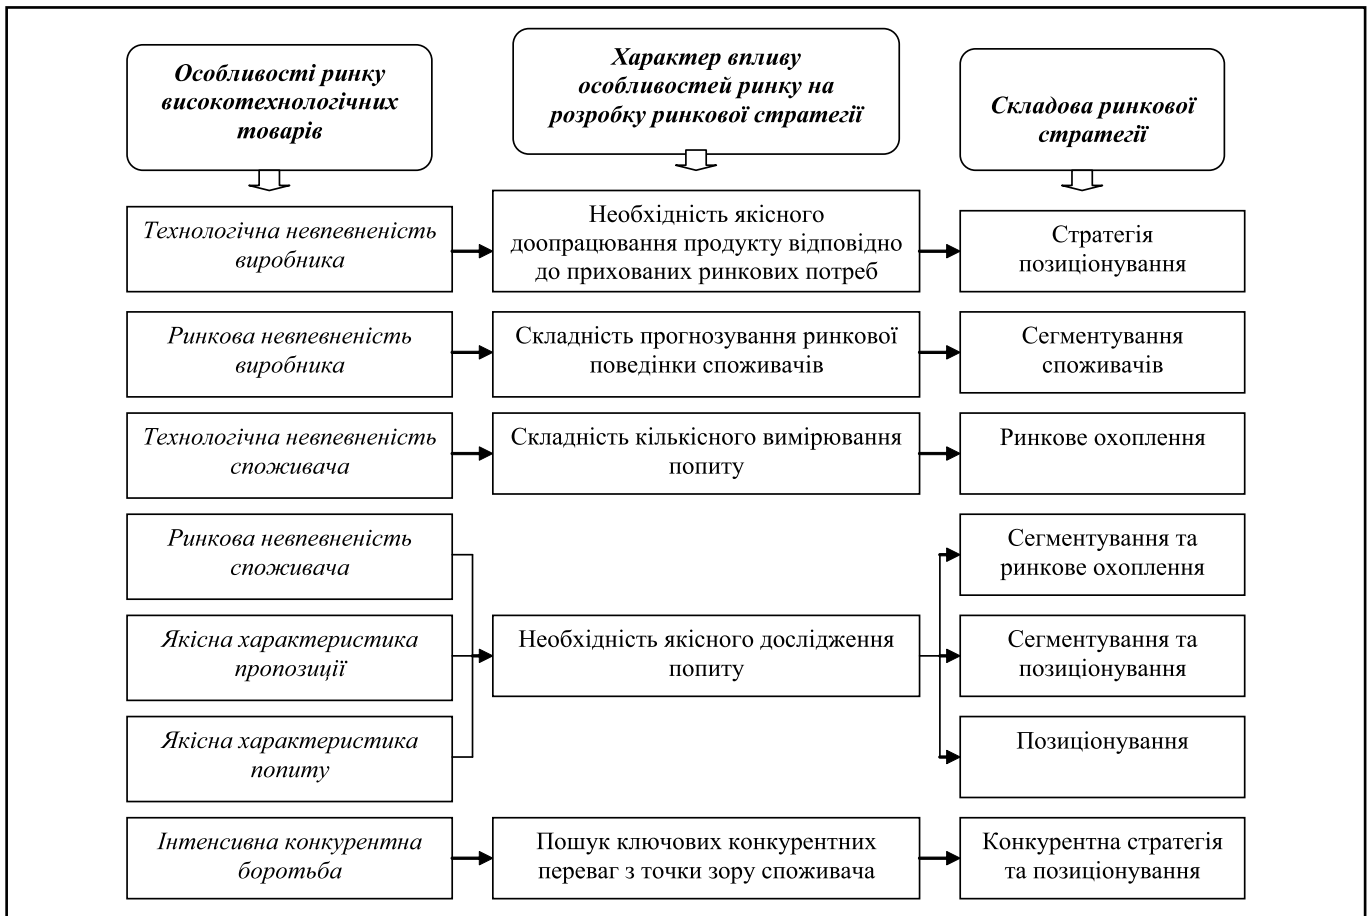 Особливості ринку
високотехнологічних
товарів
Характер впливу
особливостей ринку на
розробку ринкової стратегії
Складова ринкової
стратегії
Технологічна невпевненість
виробника
Необхідність якісного
доопрацювання продукту відповідно
до прихованих ринкових потреб
Стратегія
позиціонування
Ринкова невпевненість
виробника
Складність прогнозування ринкової
поведінки споживачів
Сегментування
споживачів
Технологічна невпевненість
споживача
Складність кількісного вимірювання
попиту
Ринкове охоплення
Ринкова невпевненість
споживача
Сегментування та
ринкове охоплення
Якісна характеристика
пропозиції
Необхідність якісного дослідження
попиту
Сегментування та
позиціонування
Якісна характеристика
попиту
Позиціонування
Інтенсивна конкурентна
боротьба
Пошук ключових конкурентних
переваг з точки зору споживача
Конкурентна стратегія
та позиціонування